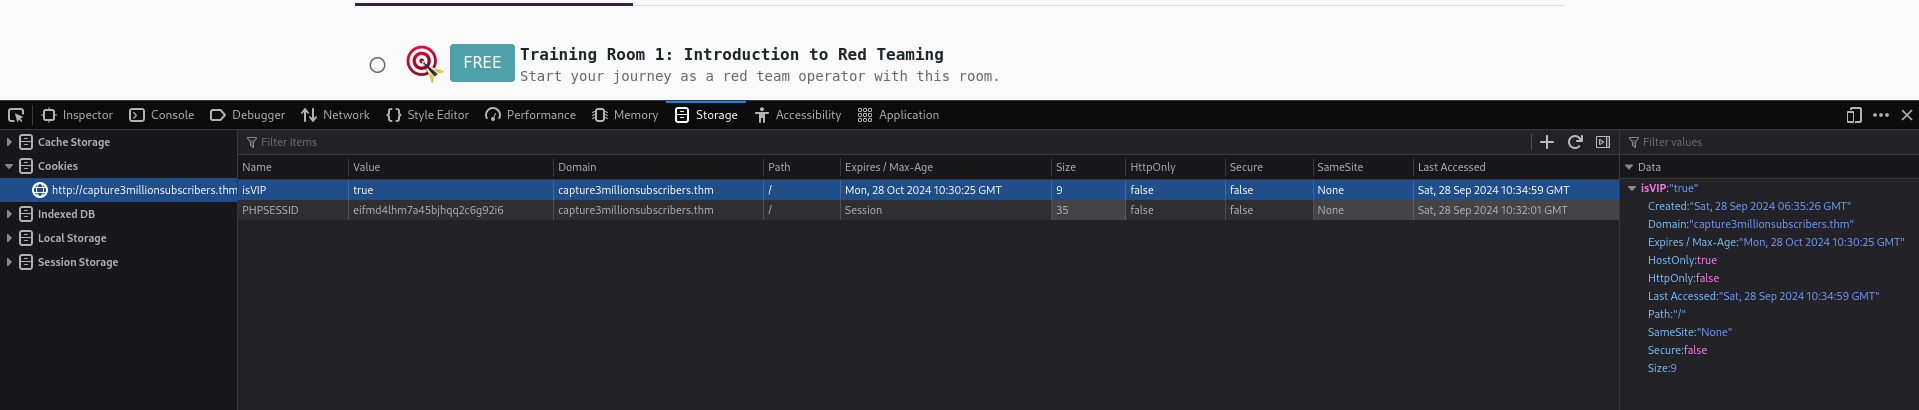 FREE Training Room 1: Introduction to Red Teaming
Start your journey as a red team operator with this room.
Inspector Console Debugger Network Style Editor Performance Memory Storage Accessibility Application
Cache Storage
Cookies
http://capture3millionsubscribers.thm
Indexed DB
Local Storage
Session Storage
Filter Items
Name Value Domain Path Expires / Max-Age Size HttpOnly Secure SameSite Last Accessed
isVIP true capture3millionsubscribers.thm / Mon, 28 Oct 2024 10:30:25 GMT 9 false false None Sat, 28 Sep 2024 10:34:59 GMT
PHPSESSID eifmd4lhm7a45bjhqq2c6g92i6 capture3millionsubscribers.thm / Session 35 false false None Sat, 28 Sep 2024 10:32:01 GMT
Filter values
Data
isVIP:"true"
Created:"Sat, 28 Sep 2024 06:35:26 GMT"
Domain:"capture3millionsubscribers.thm"
Expires / Max-Age:"Mon, 28 Oct 2024 10:30:25 GMT"
HostOnly:true
HttpOnly:false
Last Accessed:"Sat, 28 Sep 2024 10:34:59 GMT"
Path:"/"
SameSite:"None"
Secure:false
Size:9